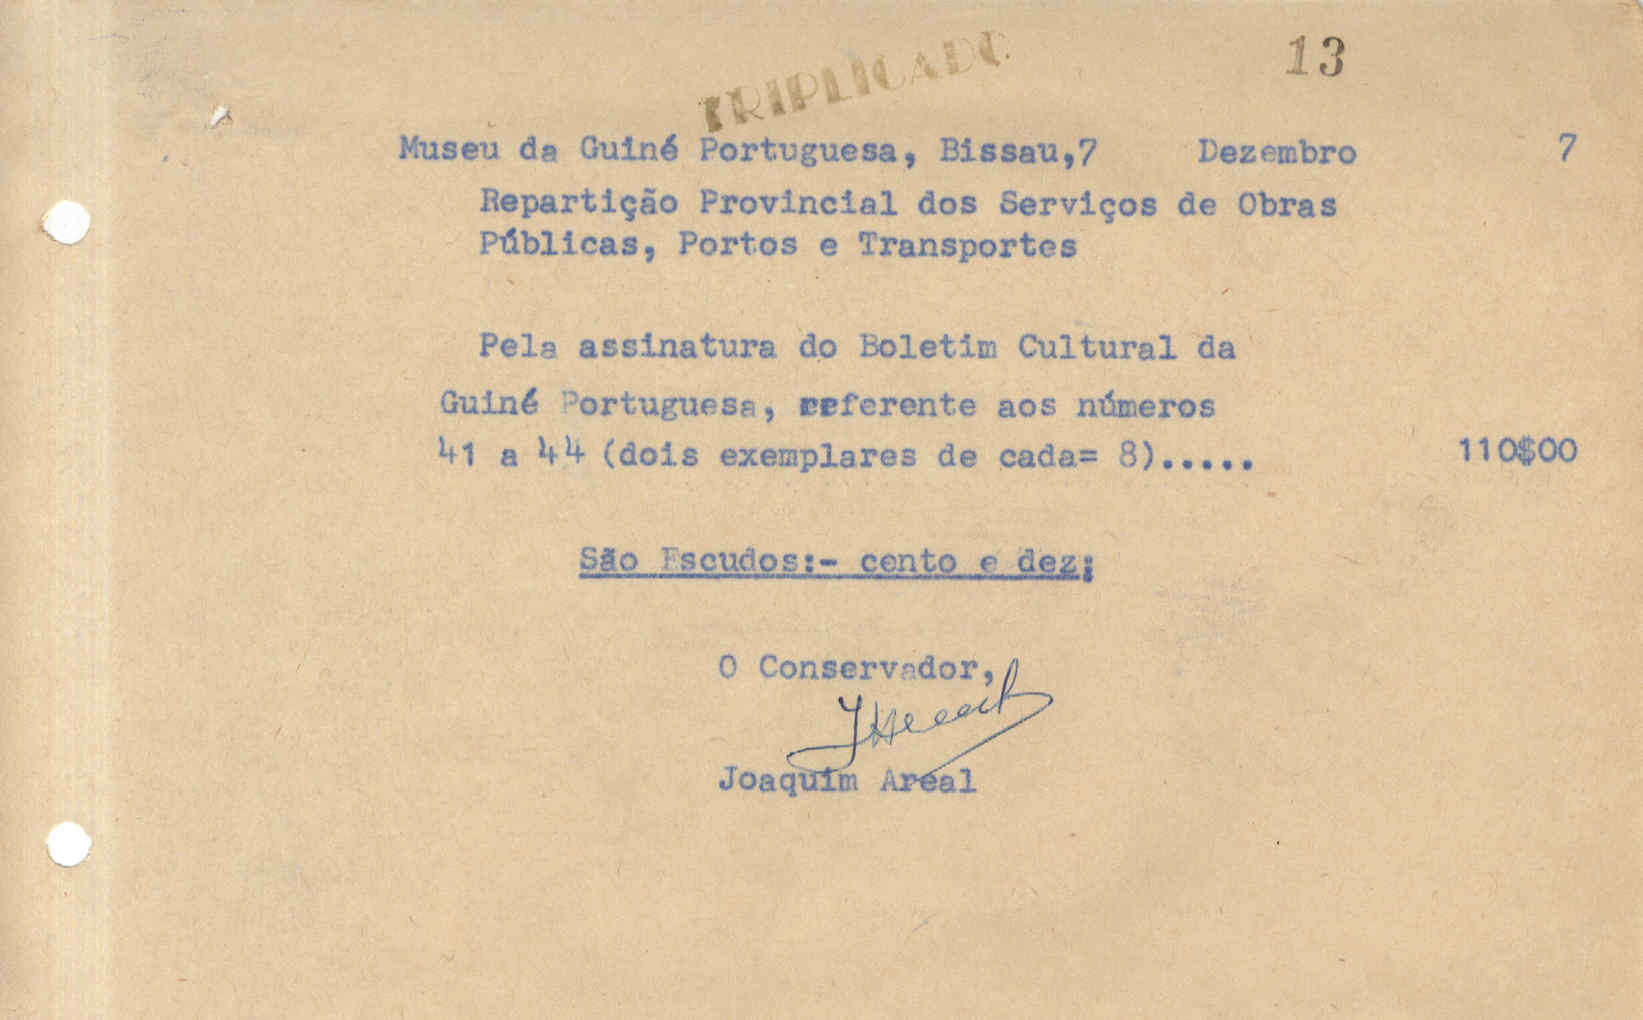 TRIPLICADO
13
Museu da Guiné Portuguesa, Bissau,7 Dezembro 7
Repartição Provincial dos Serviços de Obras
Públicas, Portos e Transportes
Pela assinatura do Boletim Cultural da
Guiné Portuguesa, referente aos números
41 a 44 (dois exemplares de cada= 8)..... 110$00
São Escudos:- cento e dez;
O Conservador,
Joaquim Areal